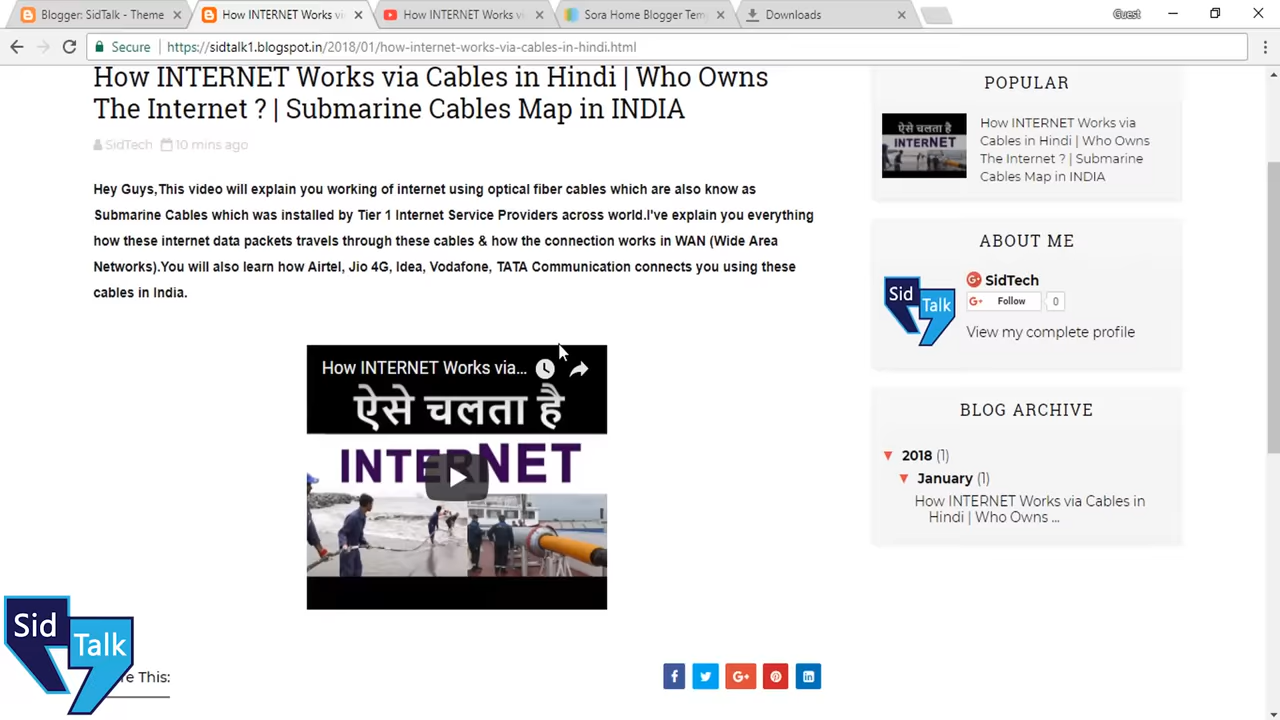 Blogger: SidTalk - Theme
How INTERNET Works via
How INTERNET Works vi
Sora Home Blogger Temp
Downloads
Guest
Secure
https://sidtalk1.blogspot.in/2018/01/how-internet-works-via-cables-in-hindi.html
How INTERNET Works via Cables in Hindi | Who Owns
The Internet ? | Submarine Cables Map in INDIA
SidTech 10 mins ago
Hey Guys,This video will explain you working of internet using optical fiber cables which are also know as
Submarine Cables which was installed by Tier 1 Internet Service Providers across world.I've explain you everything
how these internet data packets travels through these cables & how the connection works in WAN (Wide Area
Networks).You will also learn how Airtel, Jio 4G, Idea, Vodafone, TATA Communication connects you using these
cables in India.
How INTERNET Works via...
ऐसे चलता है
INTERNET
Sid
Talk
re This:
POPULAR
ऐसे चलता है
INTERNET
How INTERNET Works via
Cables in Hindi | Who Owns
The Internet ? | Submarine
Cables Map in INDIA
ABOUT ME
Sid
Talk
SidTech
G+ Follow 0
View my complete profile
BLOG ARCHIVE
▼ 2018 (1)
▼ January (1)
How INTERNET Works via Cables in
Hindi | Who Owns ...